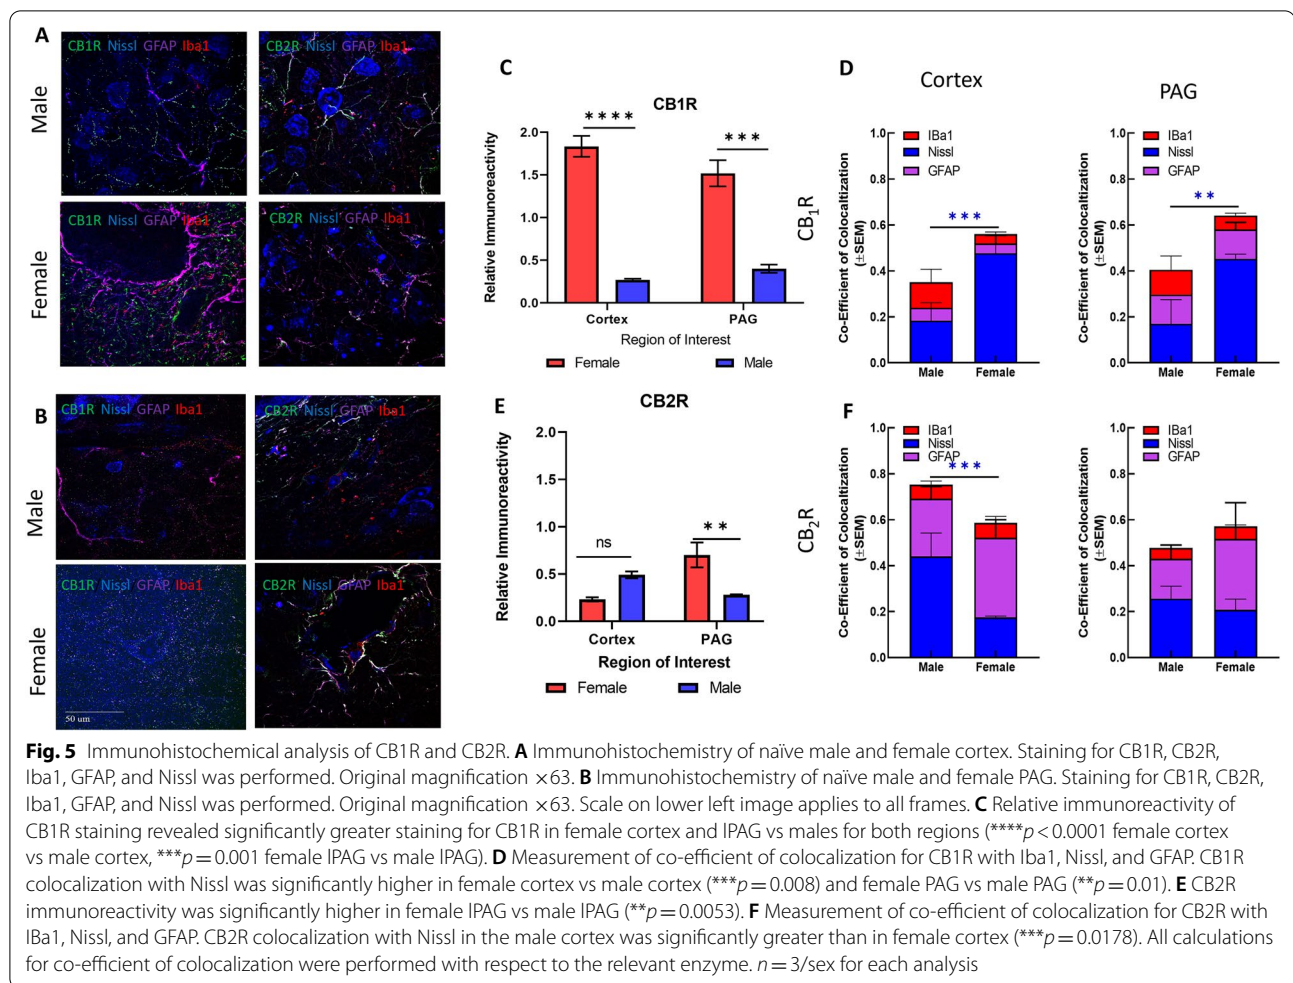 A
CB1R Nissl GFAP Iba1
CB2R Nissl GFAP Iba1
Male
CB1R Nissl GFAP Iba1
CB2R Nissl GFAP Iba1
Female
B
CB1R Nissl GFAP Iba1
CB2R Nissl GFAP Iba1
Male
CB1R Nissl GFAP Iba1
CB2R Nissl GFAP Iba1
Female
50 um
C
CB1R
****
***
Relative Immunoreactivity
2.0
1.5
1.0
0.5
0.0
Cortex PAG
Region of Interest
Female Male
D
Cortex
PAG
CB1R
Co-Efficient of Colocaltization
(±SEM)
1.0
0.8
0.6
0.4
0.2
0.0
IBa1
Nissl
GFAP
***
Male Female
Co-Efficient of Colocaltization
(±SEM)
1.0
0.8
0.6
0.4
0.2
0.0
IBa1
Nissl
GFAP
**
Male Female
E
CB2R
Relative Immunoreactivity
2.0
1.5
1.0
0.5
0.0
ns
**
Cortex PAG
Region of Interest
Female Male
F
CB2R
Co-Efficient of Colocaltization
(±SEM)
1.0
0.8
0.6
0.4
0.2
0.0
IBa1
Nissl
GFAP
***
Male Female
Co-Efficient of Colocaltization
(±SEM)
1.0
0.8
0.6
0.4
0.2
0.0
IBa1
Nissl
GFAP
Male Female
Fig. 5 Immunohistochemical analysis of CB1R and CB2R. A Immunohistochemistry of naïve male and female cortex. Staining for CB1R, CB2R,
Iba1, GFAP, and Nissl was performed. Original magnification ×63. B Immunohistochemistry of naïve male and female PAG. Staining for CB1R, CB2R,
Iba1, GFAP, and Nissl was performed. Original magnification ×63. Scale on lower left image applies to all frames. C Relative immunoreactivity of
CB1R staining revealed significantly greater staining for CB1R in female cortex and lPAG vs males for both regions (****p < 0.0001 female cortex
vs male cortex, ***p = 0.001 female lPAG vs male lPAG). D Measurement of co-efficient of colocalization for CB1R with Iba1, Nissl, and GFAP. CB1R
colocalization with Nissl was significantly higher in female cortex vs male cortex (***p = 0.008) and female PAG vs male PAG (**p = 0.01). E CB2R
immunoreactivity was significantly higher in female lPAG vs male lPAG (**p = 0.0053). F Measurement of co-efficient of colocalization for CB2R with
IBa1, Nissl, and GFAP. CB2R colocalization with Nissl in the male cortex was significantly greater than in female cortex (***p = 0.0178). All calculations
for co-efficient of colocalization were performed with respect to the relevant enzyme. n = 3/sex for each analysis